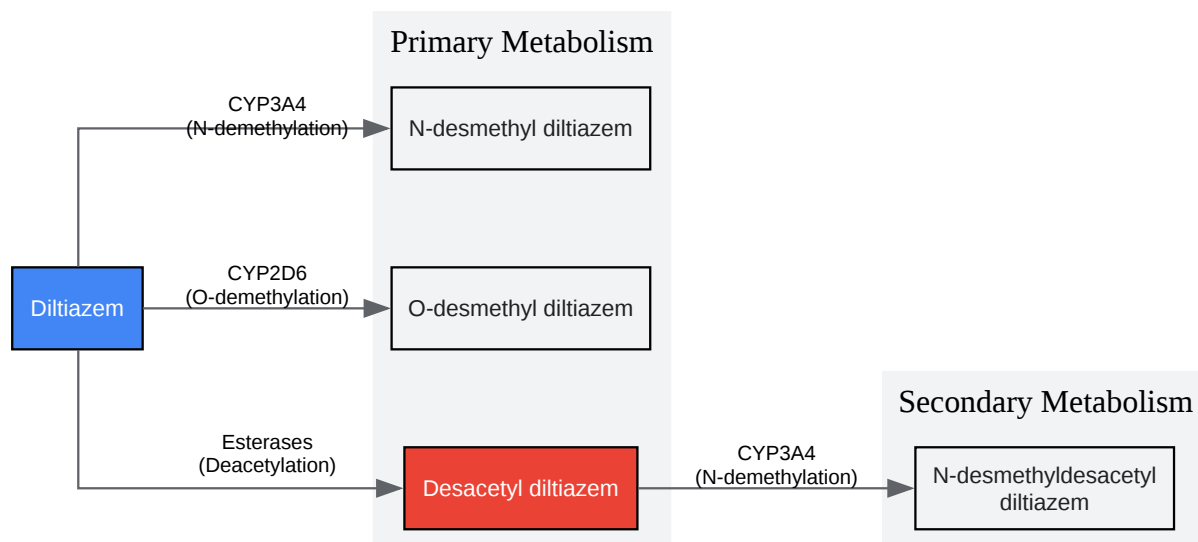 Primary Metabolism
CYP3A4
(N-demethylation)
N-desmethyl diltiazem
Diltiazem
CYP2D6
(O-demethylation)
O-desmethyl diltiazem
Secondary Metabolism
Esterases
(Deacetylation)
Desacetyl diltiazem
CYP3A4
(N-demethylation)
N-desmethyldesacetyl
diltiazem